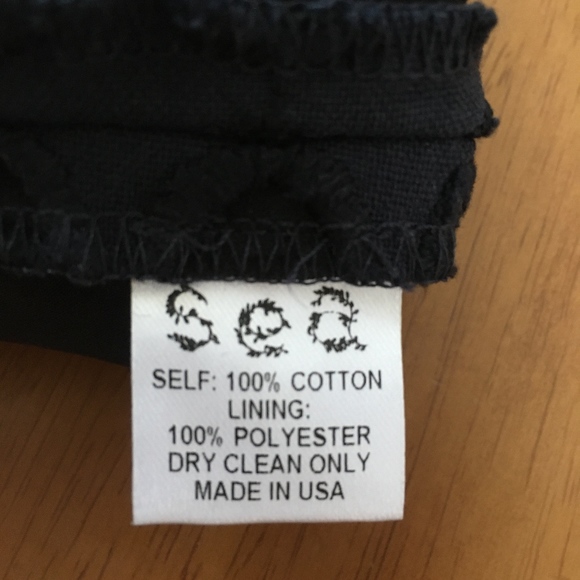 Sea
SELF: 100% COTTON
LINING:
100% POLYESTER
DRY CLEAN ONLY
MADE IN USA